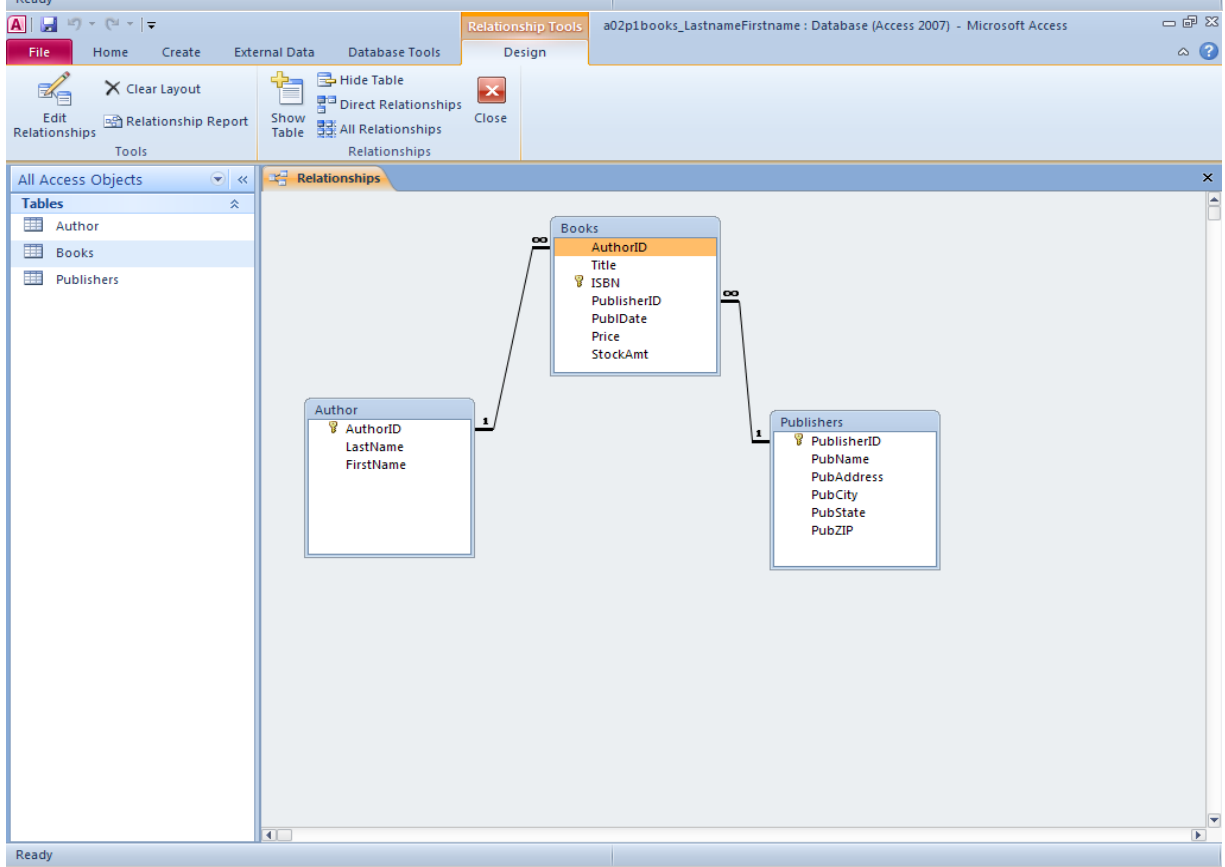 Ready
Relationship Tools
a02p1books_LastnameFirstname : Database (Access 2007) - Microsoft Access
File Home Create External Data Database Tools Design
Edit Relationships
Clear Layout
Relationship Report
Tools
Show Table
Hide Table
Direct Relationships
All Relationships
Relationships
Close
All Access Objects
Tables
Author
Books
Publishers
Relationships
Books
AuthorID
Title
ISBN
PublisherID
PublDate
Price
StockAmt
∞
∞
Author
AuthorID
LastName
FirstName
1
1
Publishers
PublisherID
PubName
PubAddress
PubCity
PubState
PubZIP
Ready